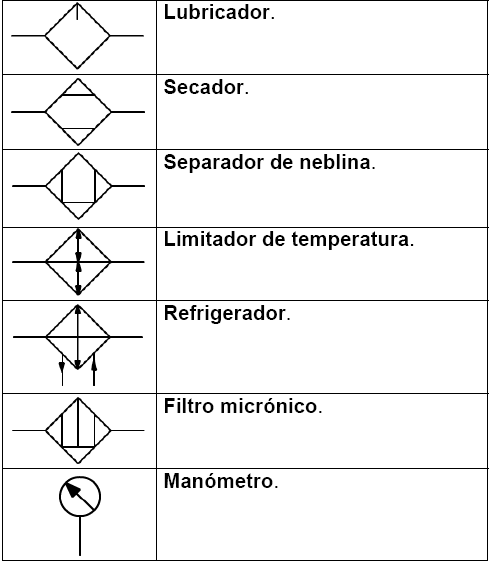 Lubricador.
Secador.
Separador de neblina.
Limitador de temperatura.
Refrigerador.
Filtro micrónico.
Manómetro.